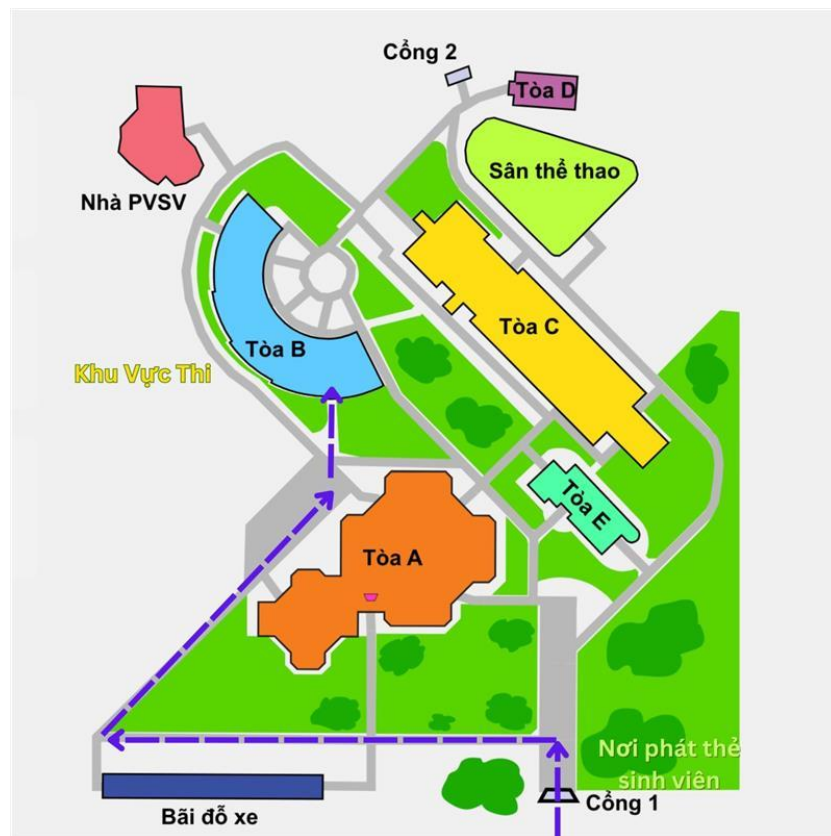 Cổng 2
Tòa D
Sân thể thao
Nhà PVSV
Tòa C
Tòa B
Khu Vực Thi
Tòa E
Tòa A
Nơi phát thẻ
sinh viên
Cổng 1
Bãi đỗ xe